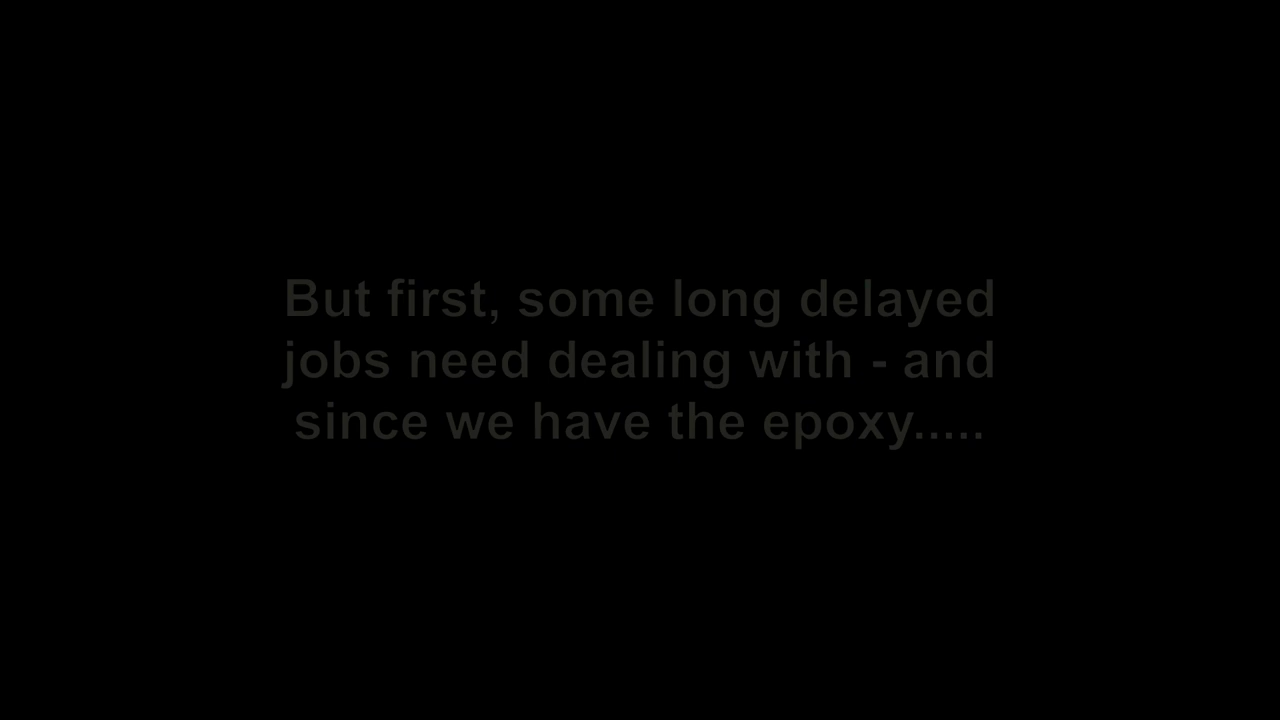 But first, some long delayed
jobs need dealing with - and
since we have the epoxy.....